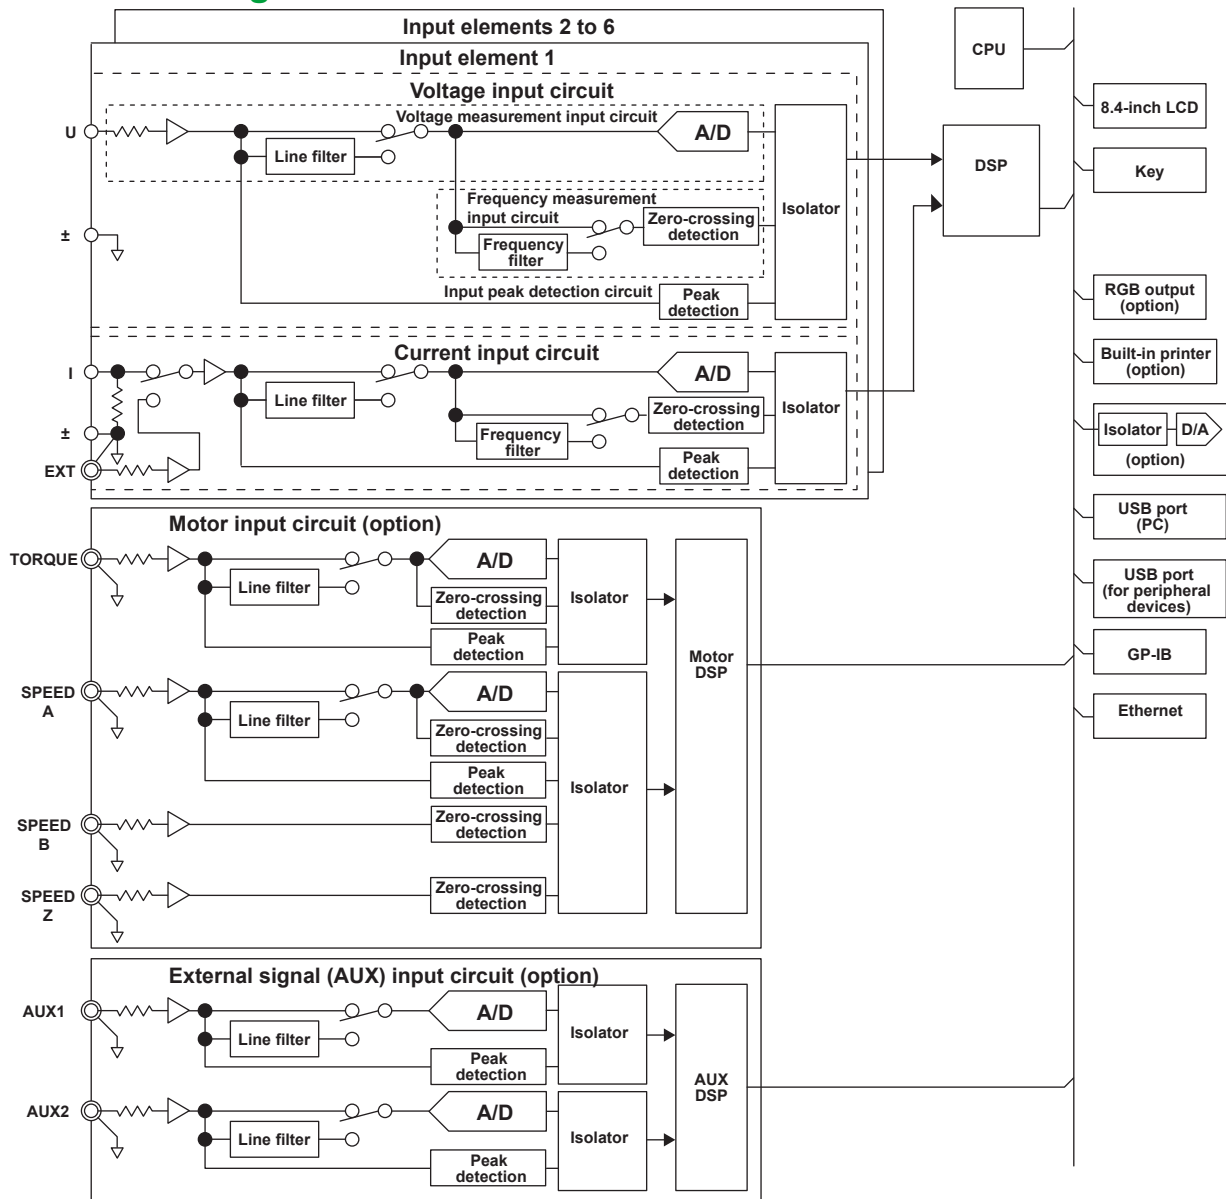 Input elements 2 to 6
Input element 1
Voltage input circuit
Voltage measurement input circuit
U
Line filter
A/D
Frequency measurement
input circuit
±
Frequency
filter
Zero-crossing
detection
Isolator
Input peak detection circuit
Peak
detection
Current input circuit
I
Line filter
A/D
Zero-crossing
detection
Isolator
±
Frequency
filter
EXT
Peak
detection
CPU
DSP
8.4-inch LCD
Key
RGB output
(option)
Built-in printer
(option)
Isolator
D/A
(option)
USB port
(PC)
USB port
(for peripheral
devices)
GP-IB
Ethernet
Motor input circuit (option)
TORQUE
Line filter
A/D
Zero-crossing
detection
Isolator
Peak
detection
Motor
DSP
SPEED
A
Line filter
A/D
Zero-crossing
detection
Peak
detection
Isolator
SPEED
B
Zero-crossing
detection
SPEED
Z
Zero-crossing
detection
External signal (AUX) input circuit (option)
AUX1
Line filter
A/D
Isolator
Peak
detection
AUX
DSP
AUX2
Line filter
A/D
Isolator
Peak
detection